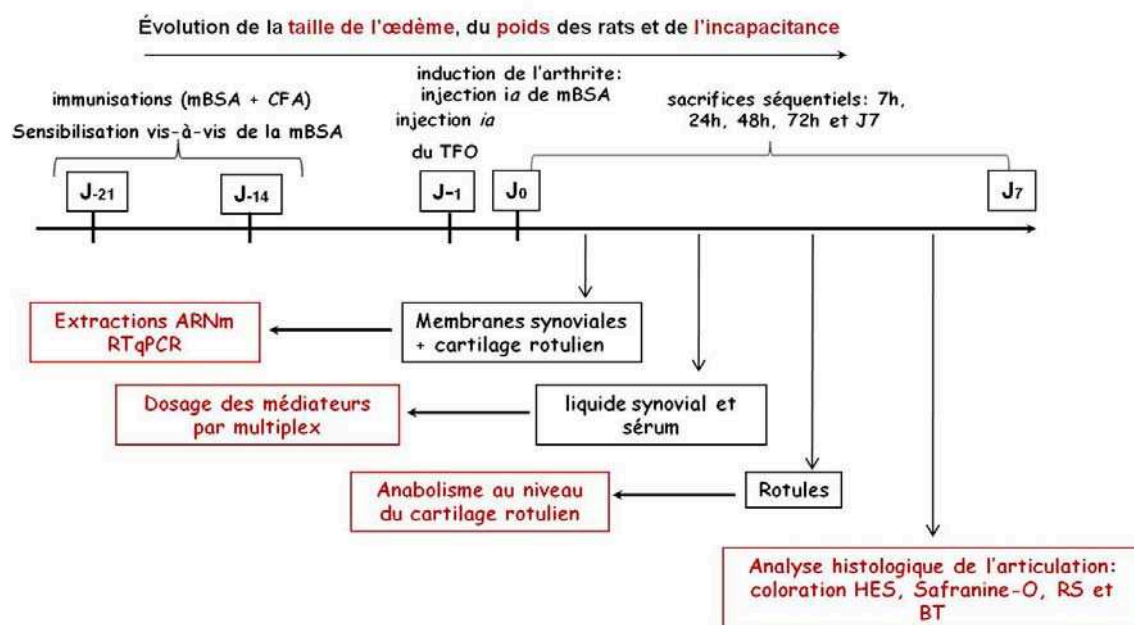 Évolution de la taille de l'œdème, du poids des rats et de l'incapacitance
immunisations (mBSA + CFA)
Sensibilisation vis-à-vis de la mBSA
induction de l'arthrite:
injection ia de mBSA
injection ia
du TFO
sacrifices séquentiels: 7h,
24h, 48h, 72h et J7
J-21
J-14
J-1
J0
J7
Extractions ARNm
RTqPCR
Membranes synoviales
+ cartilage rotulien
Dosage des médiateurs
par multiplex
liquide synovial et
sérum
Anabolisme au niveau
du cartilage rotulien
Rotules
Analyse histologique de l'articulation:
coloration HES, Safranine-O, RS et
BT